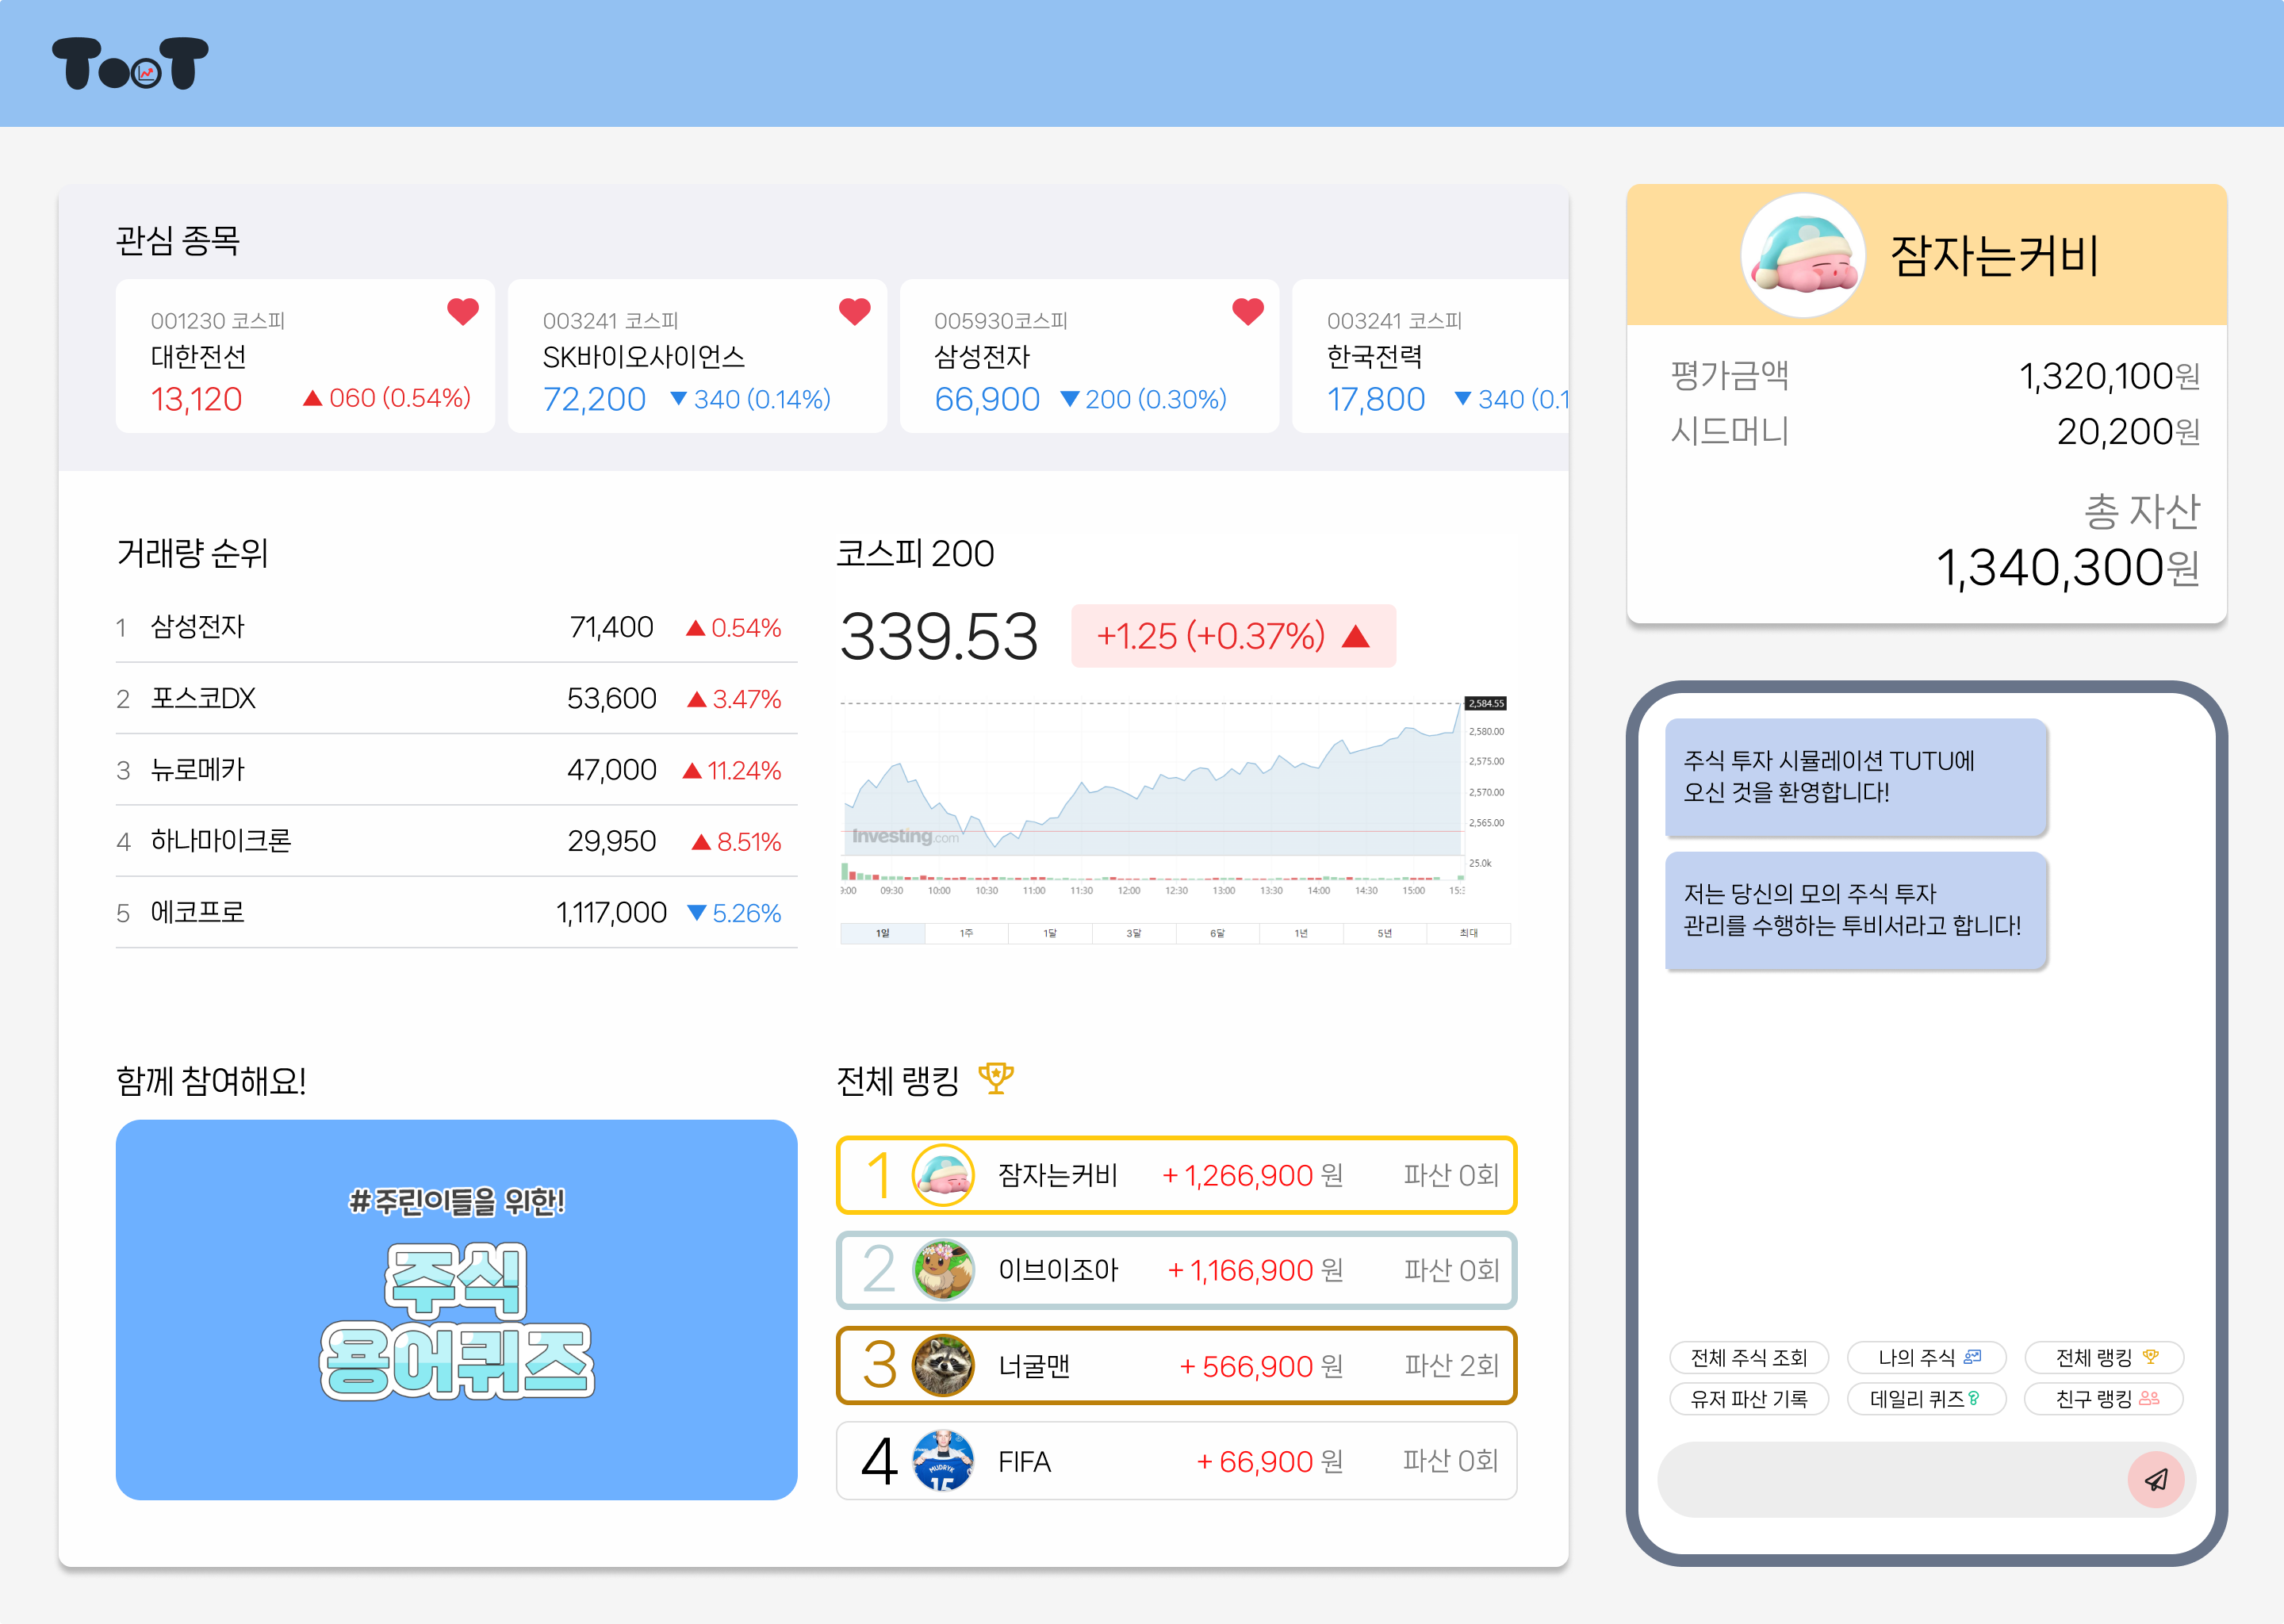 TooT
관심 종목
001230 코스피
대한전선
13,120 ▲ 060 (0.54%)
003241 코스피
SK바이오사이언스
72,200 ▼ 340 (0.14%)
005930코스피
삼성전자
66,900 ▼ 200 (0.30%)
003241 코스피
한국전력
17,800 ▼ 340 (0.1
거래량 순위
1 삼성전자 71,400 ▲ 0.54%
2 포스코DX 53,600 ▲ 3.47%
3 뉴로메카 47,000 ▲ 11.24%
4 하나마이크론 29,950 ▲ 8.51%
5 에코프로 1,117,000 ▼ 5.26%
코스피 200
339.53 +1.25 (+0.37%) ▲
2,584.55
2,580.00
2,575.00
2,570.00
2,565.00
Investing.com
25.0k
9:00 09:30 10:00 10:30 11:00 11:30 12:00 12:30 13:00 13:30 14:00 14:30 15:00 15:3
1일 1주 1달 3달 6달 1년 5년 최대
함께 참여해요!
#주린이들을 위한!
주식
용어퀴즈
전체 랭킹
1 잠자는커비 + 1,266,900 원 파산 0회
2 이브이조아 + 1,166,900 원 파산 0회
3 너굴맨 + 566,900 원 파산 2회
4 FIFA + 66,900 원 파산 0회
MUDRYK
15
잠자는커비
평가금액 1,320,100원
시드머니 20,200원
총 자산
1,340,300원
주식 투자 시뮬레이션 TUTU에
오신 것을 환영합니다!
저는 당신의 모의 주식 투자
관리를 수행하는 투비서라고 합니다!
전체 주식 조회 나의 주식 전체 랭킹
유저 파산 기록 데일리 퀴즈 친구 랭킹